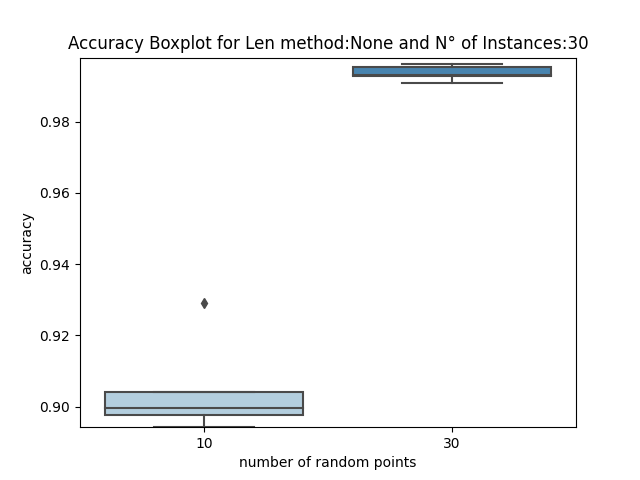 Accuracy Boxplot for Len method:None and N° of Instances:30
0.98
0.96
0.94
0.92
0.90
accuracy
10 30
number of random points